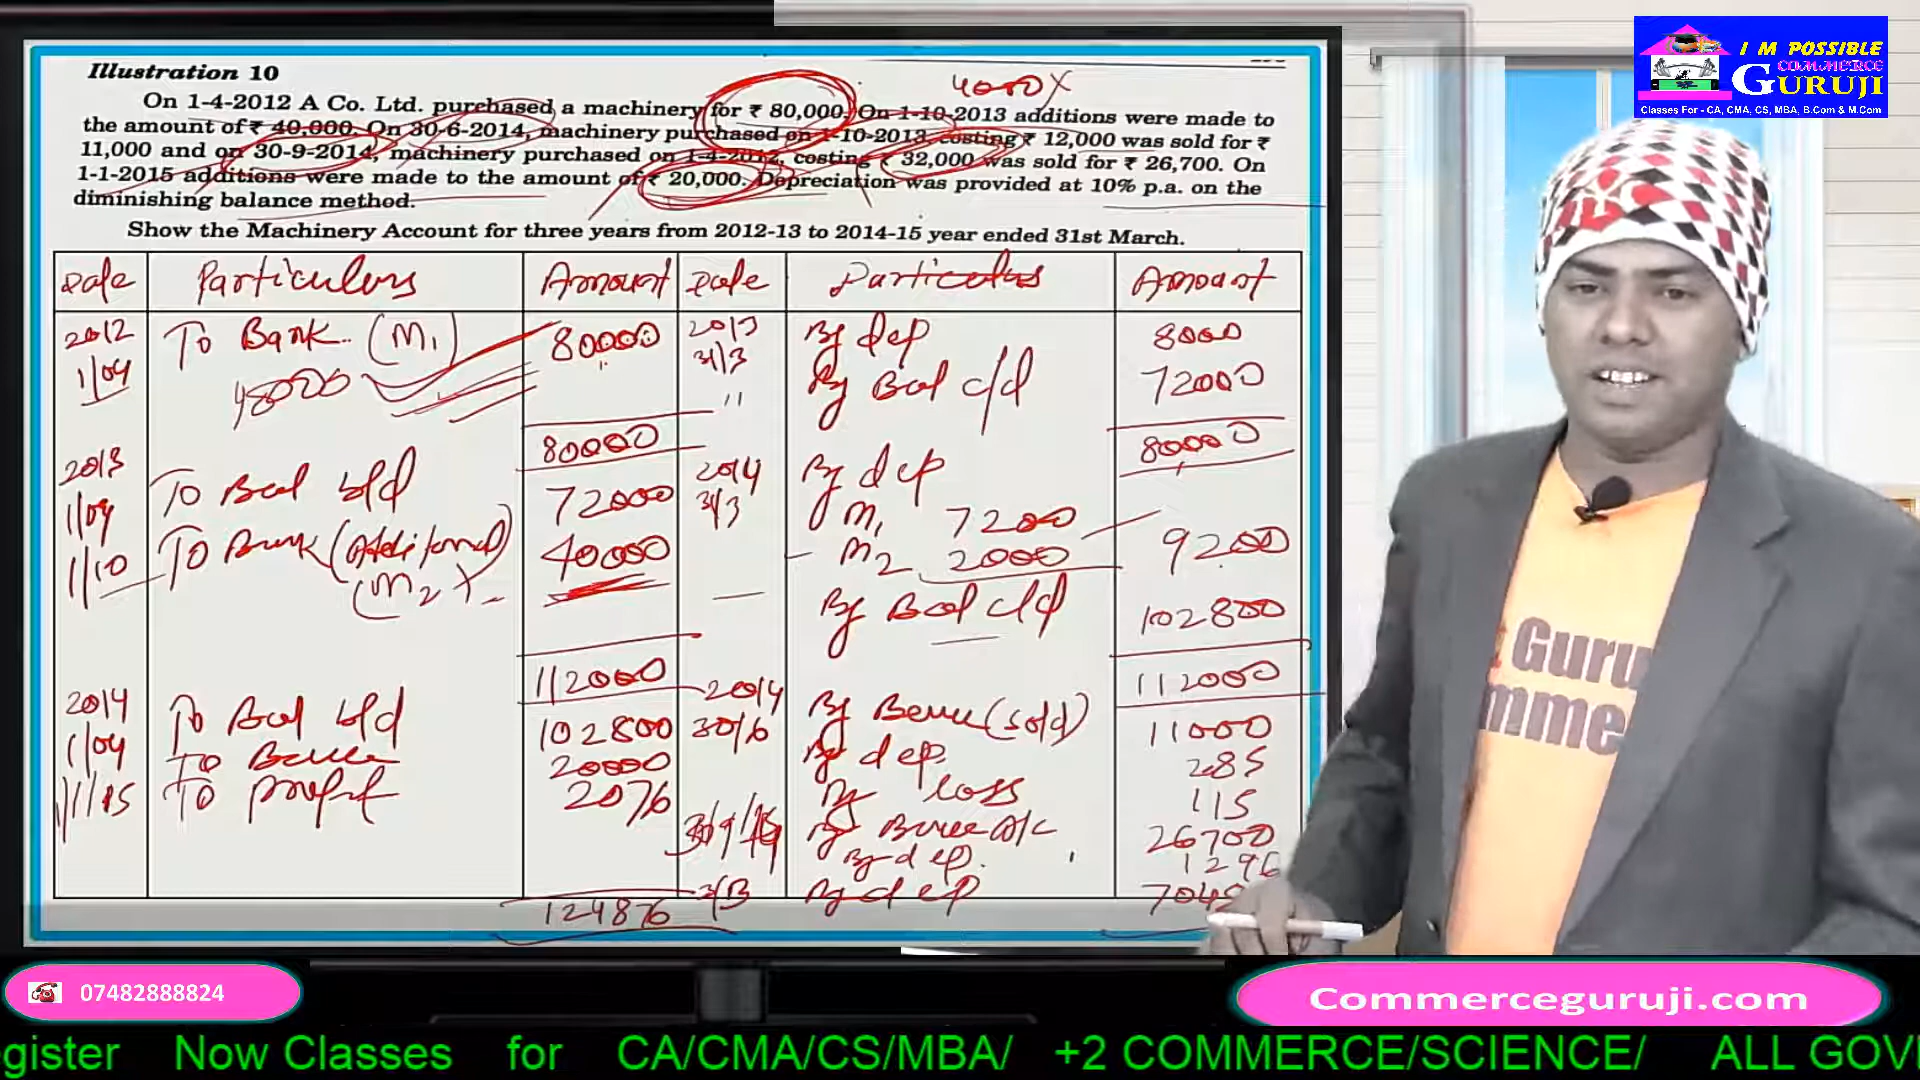 I M POSSIBLE
COMMERCE
GURUJI
Classes For - CA, CMA, CS, MBA, B.Com & M.Com
Illustration 10
4000 X
On 1-4-2012 A Co. Ltd. purchased a machinery for ₹ 80,000. On 1-10-2013 additions were made to
the amount of ₹ 40,000. On 30-6-2014, machinery purchased on 1-10-2013, costing ₹ 12,000 was sold for ₹
11,000 and on 30-9-2014, machinery purchased on 1-4-2012, costing ₹ 32,000 was sold for ₹ 26,700. On
1-1-2015 additions were made to the amount of ₹ 20,000. Depreciation was provided at 10% p.a. on the
diminishing balance method.
Show the Machinery Account for three years from 2012-13 to 2014-15 year ended 31st March.
Date Particulars Amount Date Particulars Amount
2012 To Bank (M1) 80000 2013 By dep 8000
1/04 48000 31/3 By Bal c/d 72000
"
80000 80000
2013 To Bal b/d 72000 2014 By dep
1/04 31/3 M1 7200
1/10 To Bank (Additional) 40000 M2 2000 9200
(M2)
By Bal c/d 102800
112000 112000
2014 To Bal b/d 102800 2014 By (sold) 11000
1/04 To 20000 30/6 By dep. 285
1/1/15 To profit 2076 By loss 115
By A/c 26700
By dep. 1296
By dep
124876
t Guru
mme
07482888824
Commerceguruji.com
egister Now Classes for CA/CMA/CS/MBA/ +2 COMMERCE/SCIENCE/ ALL GOV